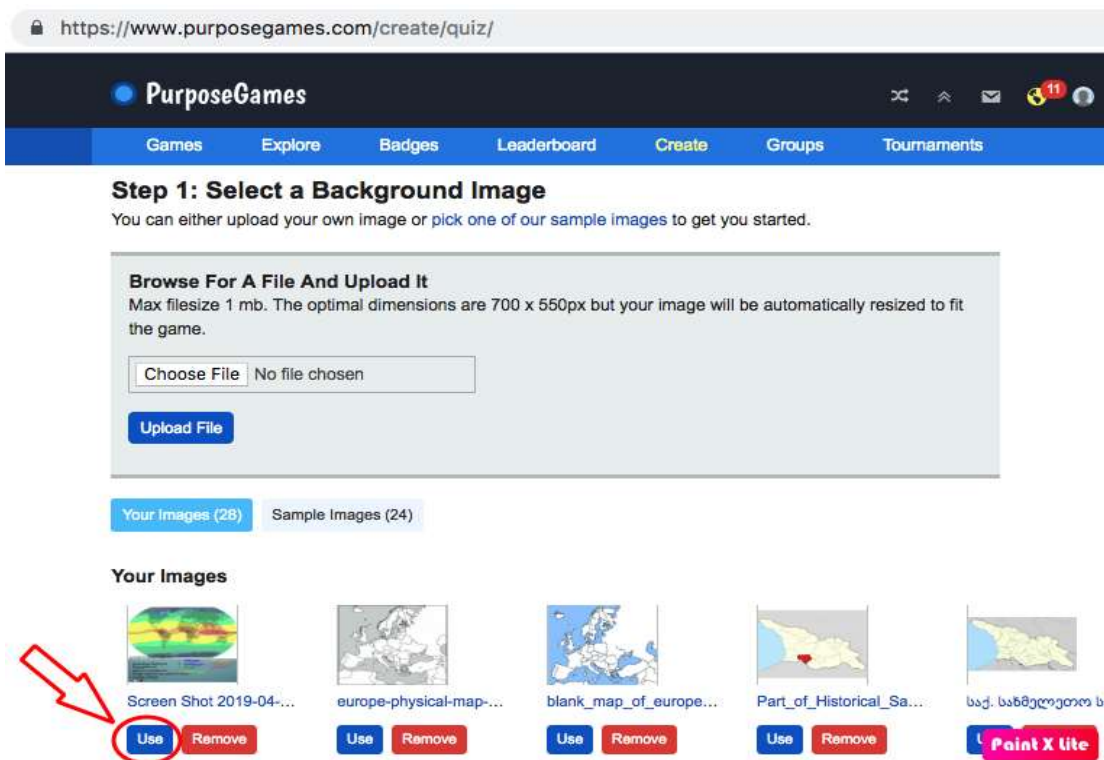 https://www.purposegames.com/create/quiz/
PurposeGames
11
Games Explore Badges Leaderboard Create Groups Tournaments
Step 1: Select a Background Image
You can either upload your own image or pick one of our sample images to get you started.
Browse For A File And Upload It
Max filesize 1 mb. The optimal dimensions are 700 x 550px but your image will be automatically resized to fit
the game.
Choose File No file chosen
Upload File
Your Images (28) Sample Images (24)
Your Images
Screen Shot 2019-04-... europe-physical-map-... blank_map_of_europe... Part_of_Historical_Sa... საქ. სახმელეთო ს
Use Remove Use Remove Use Remove Use Remove
Paint X Lite